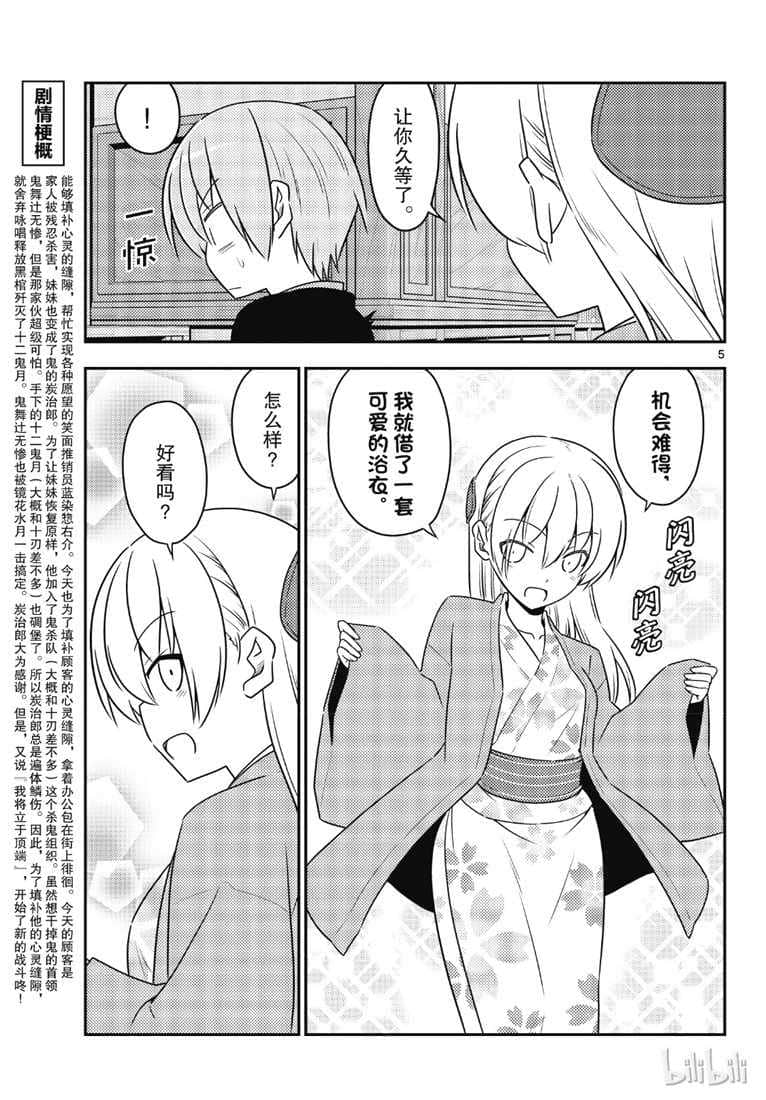 让你久等了。
！
一惊
5
机会难得，
我就借了一套
可爱的浴衣。
闪亮
闪亮
怎么样？
好看吗？
剧情梗概
能够填补心灵的缝隙，帮忙实现各种愿望的笑面推销员蓝染惣右介。今天也为了填补顾客的心灵缝隙，拿着办公包在街上徘徊。今天的顾客是
家人被残忍杀害，妹妹也变成了鬼的炭治郎。为了让妹妹恢复原样，他加入了鬼杀队（大概和十刃差不多）这个杀鬼组织。虽然想干掉鬼的首领
鬼舞辻无惨，但是那家伙超级可怕。手下的十二鬼月（大概和十刃差不多）也碉堡了。所以炭治郎总是遍体鳞伤。因此，为了填补他的心灵缝隙，
就舍弃咏唱释放黑棺歼灭了十二鬼月。鬼舞辻无惨也被镜花水月一击搞定。炭治郎大为感谢。但是，又说『我将立于顶端』，开始了新的战斗咚！
bilibili